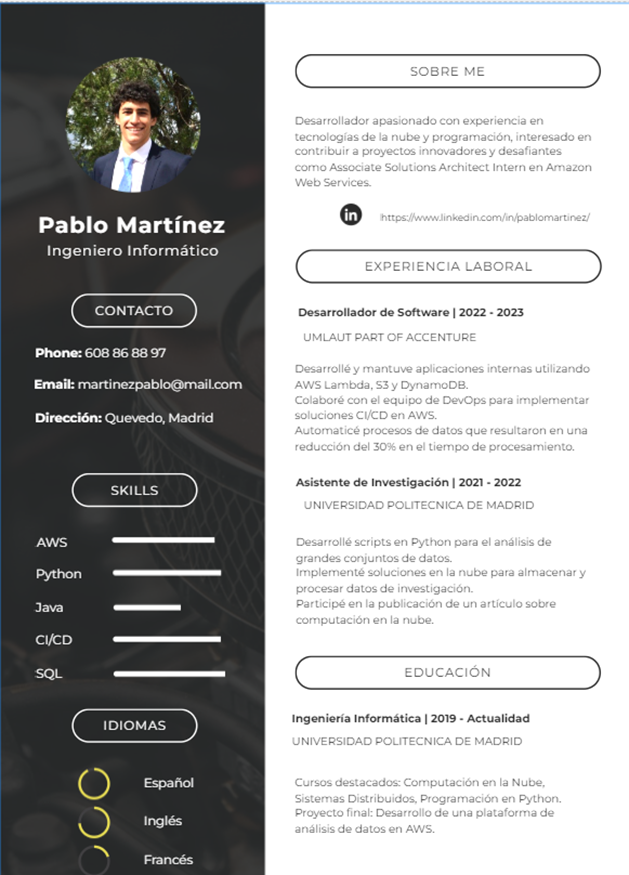 Pablo Martínez
Ingeniero Informático
CONTACTO
Phone: 608 86 88 97
Email: martinezpablo@mail.com
Dirección: Quevedo, Madrid
SKILLS
AWS
Python
Java
CI/CD
SQL
IDIOMAS
Español
Inglés
Francés
SOBRE ME
Desarrollador apasionado con experiencia en
tecnologías de la nube y programación, interesado en
contribuir a proyectos innovadores y desafiantes
como Associate Solutions Architect Intern en Amazon
Web Services.
in
https://www.linkedin.com/in/pablomartinez/
EXPERIENCIA LABORAL
Desarrollador de Software | 2022 - 2023
UMLAUT PART OF ACCENTURE
Desarrollé y mantuve aplicaciones internas utilizando
AWS Lambda, S3 y DynamoDB.
Colaboré con el equipo de DevOps para implementar
soluciones CI/CD en AWS.
Automaticé procesos de datos que resultaron en una
reducción del 30% en el tiempo de procesamiento.
Asistente de Investigación | 2021 - 2022
UNIVERSIDAD POLITECNICA DE MADRID
Desarrollé scripts en Python para el análisis de
grandes conjuntos de datos.
Implementé soluciones en la nube para almacenar y
procesar datos de investigación.
Participé en la publicación de un artículo sobre
computación en la nube.
EDUCACIÓN
Ingeniería Informática | 2019 - Actualidad
UNIVERSIDAD POLITECNICA DE MADRID
Cursos destacados: Computación en la Nube,
Sistemas Distribuidos, Programación en Python.
Proyecto final: Desarrollo de una plataforma de
análisis de datos en AWS.